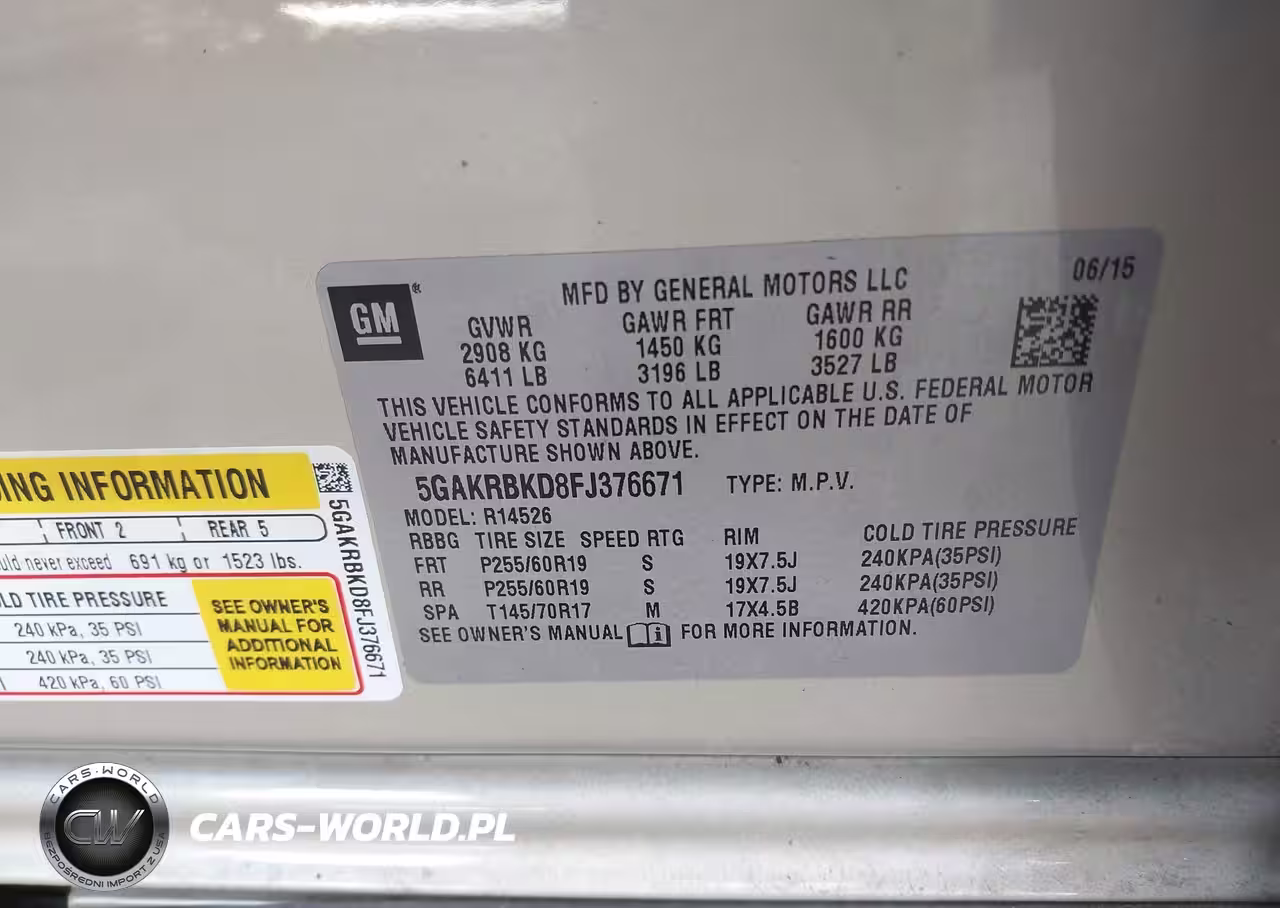 06/15
MFD BY GENERAL MOTORS LLC
GM
GVWR GAWR FRT GAWR RR
2908 KG 1450 KG 1600 KG
6411 LB 3196 LB 3527 LB
THIS VEHICLE CONFORMS TO ALL APPLICABLE U.S. FEDERAL MOTOR
VEHICLE SAFETY STANDARDS IN EFFECT ON THE DATE OF
MANUFACTURE SHOWN ABOVE.
5GAKRBKD8FJ376671 TYPE: M.P.V.
MODEL: R14526
RBBG TIRE SIZE SPEED RTG RIM COLD TIRE PRESSURE
FRT P255/60R19 S 19X7.5J 240KPA(35PSI)
RR P255/60R19 S 19X7.5J 240KPA(35PSI)
SPA T145/70R17 M 17X4.5B 420KPA(60PSI)
SEE OWNER'S MANUAL FOR MORE INFORMATION.
INFORMATION
FRONT 2 REAR 5
never exceed 691 kg or 1523 lbs.
TIRE PRESSURE
240 kPa, 35 PSI
240 kPa, 35 PSI
420 kPa, 60 PSI
SEE OWNER'S
MANUAL FOR
ADDITIONAL
INFORMATION
5GAKRBKD8FJ376671
CARS-WORLD
CW
BEZPOŚREDNI IMPORT Z USA
CARS-WORLD.PL